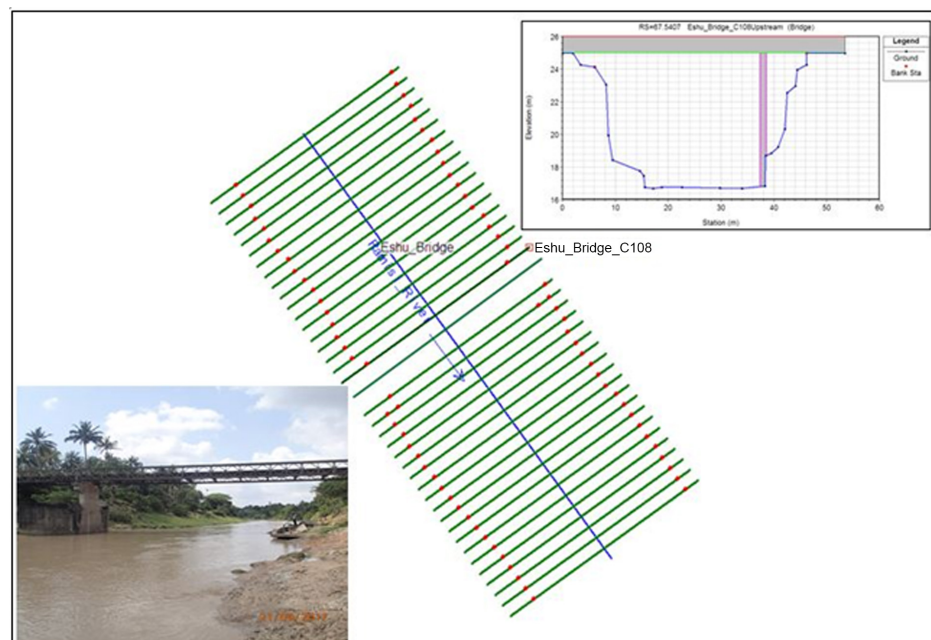 RS=67.5407 Eshu_Bridge_C108Upstream (Bridge)
Legend
Ground
Bank Sta
26
24
22
20
18
16
Elevation (m)
0
10
20
30
40
50
60
Station (m)
Eshu_Bridge
Eshu_Bridge_C108